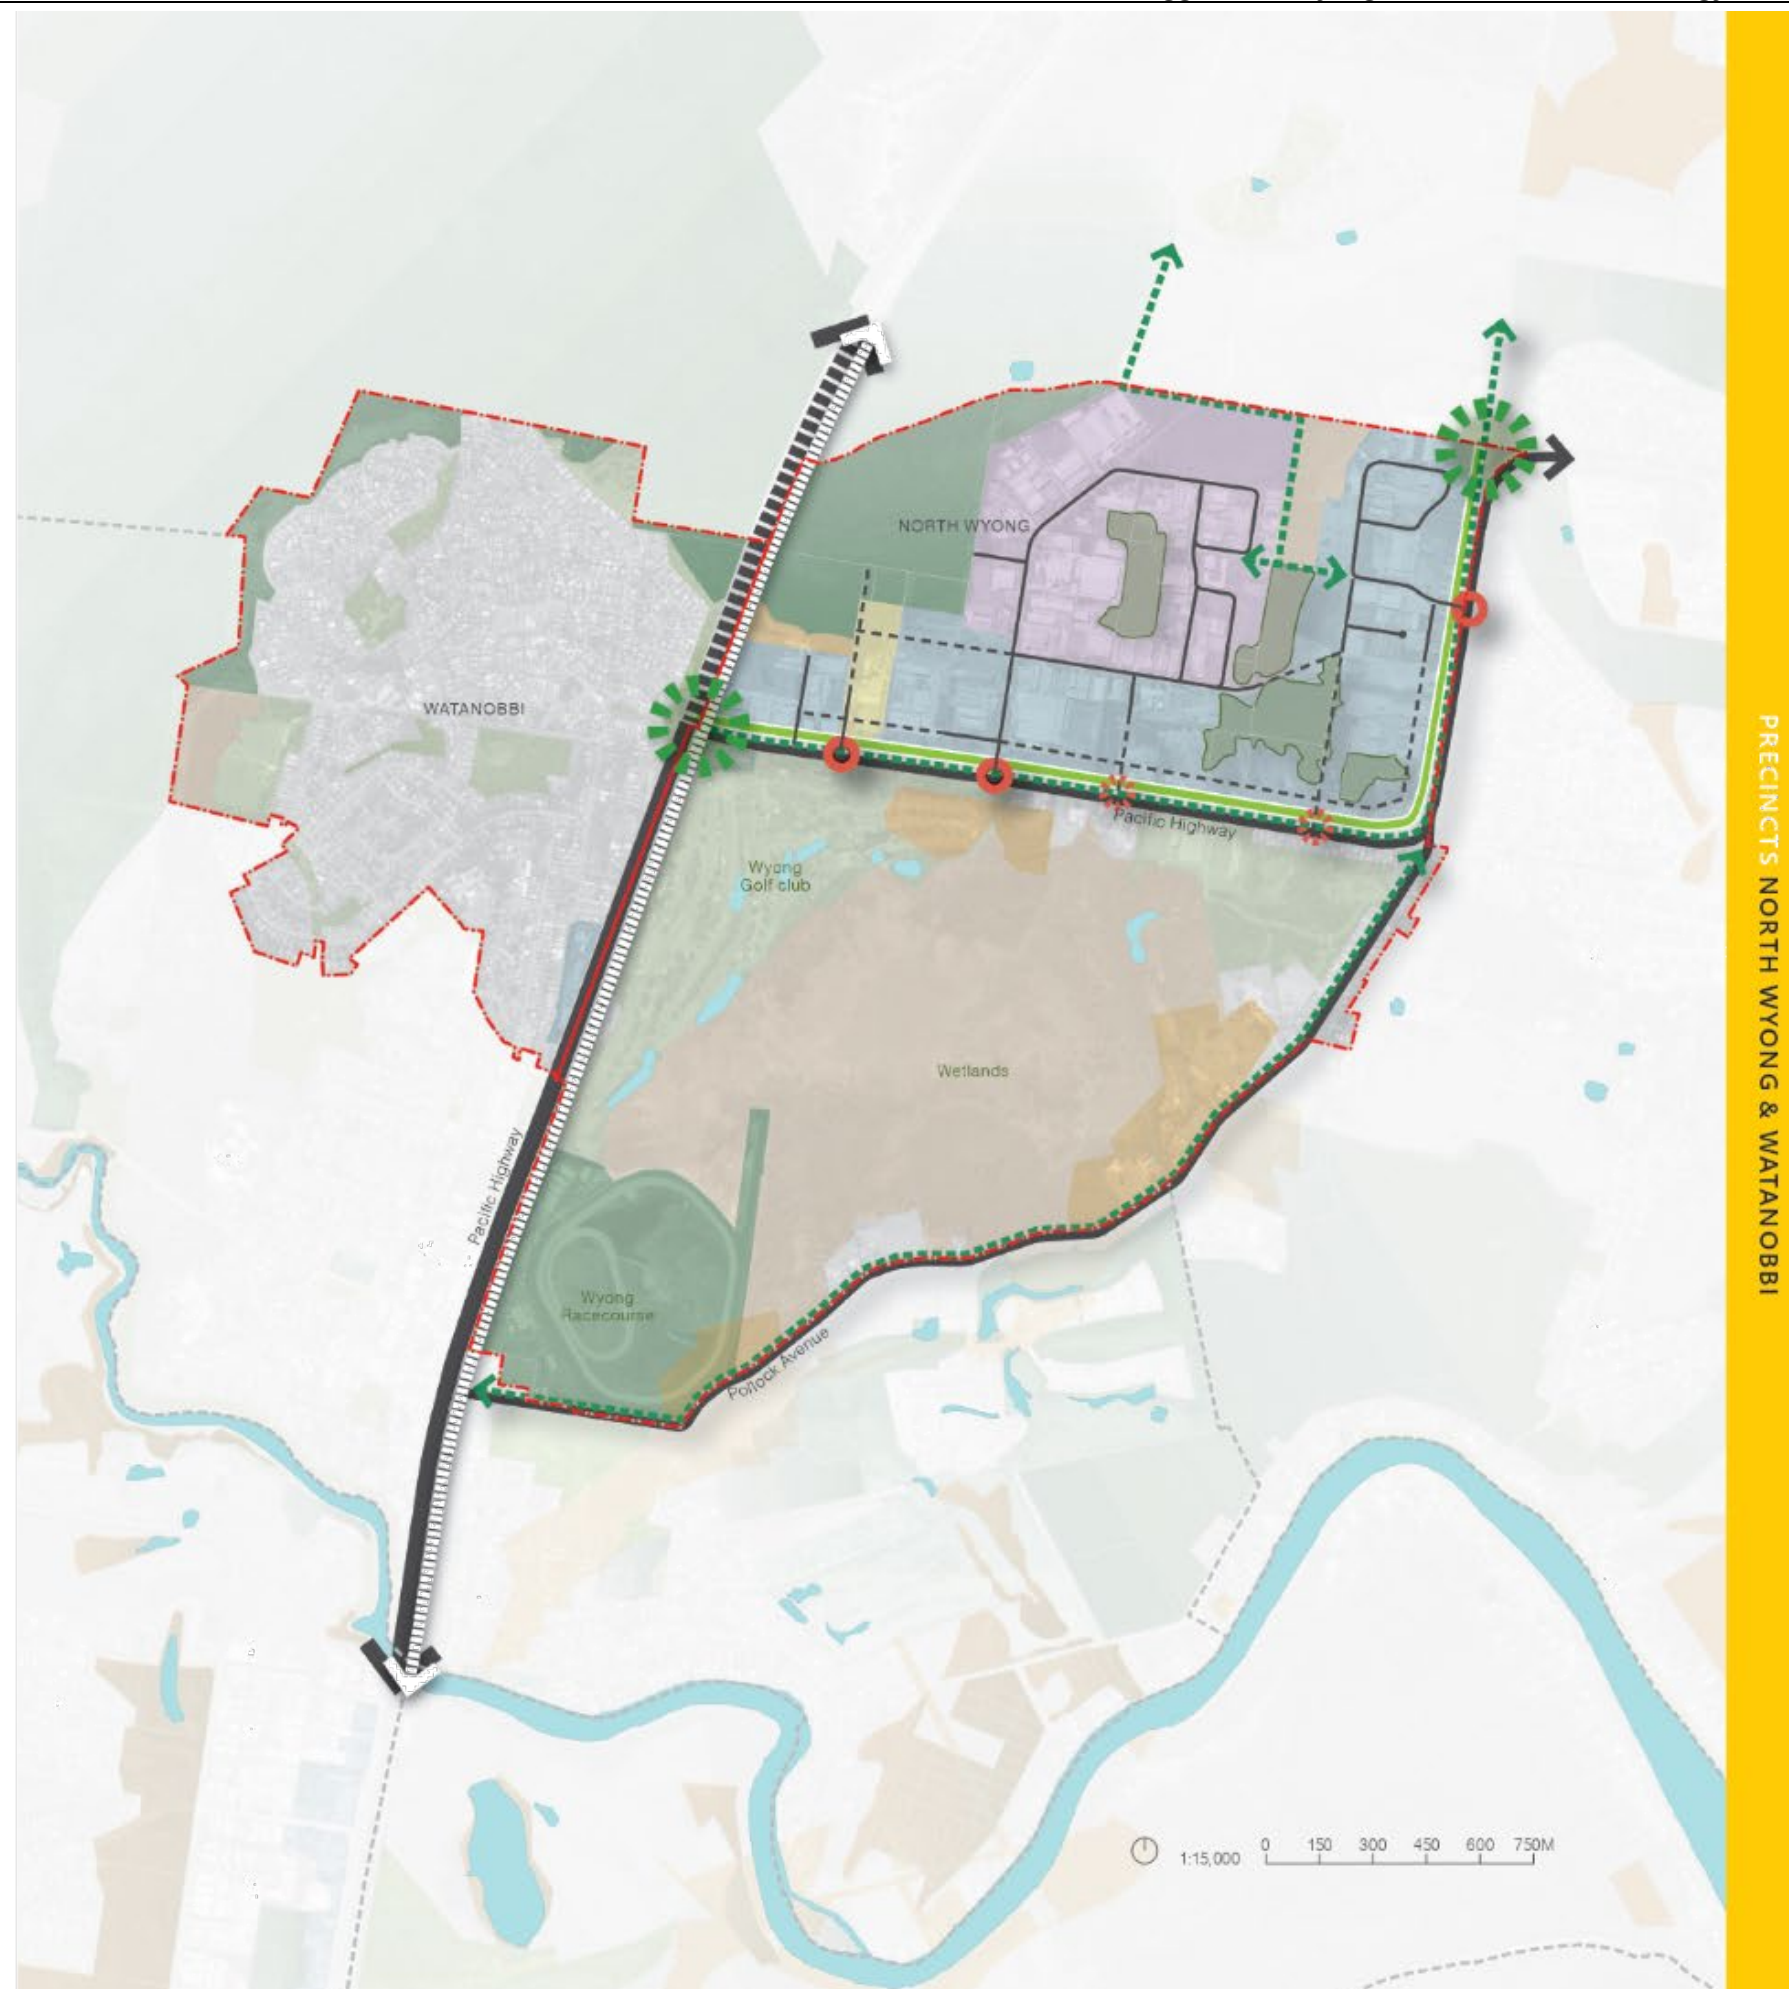 NORTH WYONG
WATANOBBI
Pacific Highway
Wyong
Golf club
Wetlands
Pacific Highway
Wyong
Racecourse
Pollock Avenue
1:15,000
0 150 300 450 600 750M
PRECINCTS NORTH WYONG & WATANOBBI